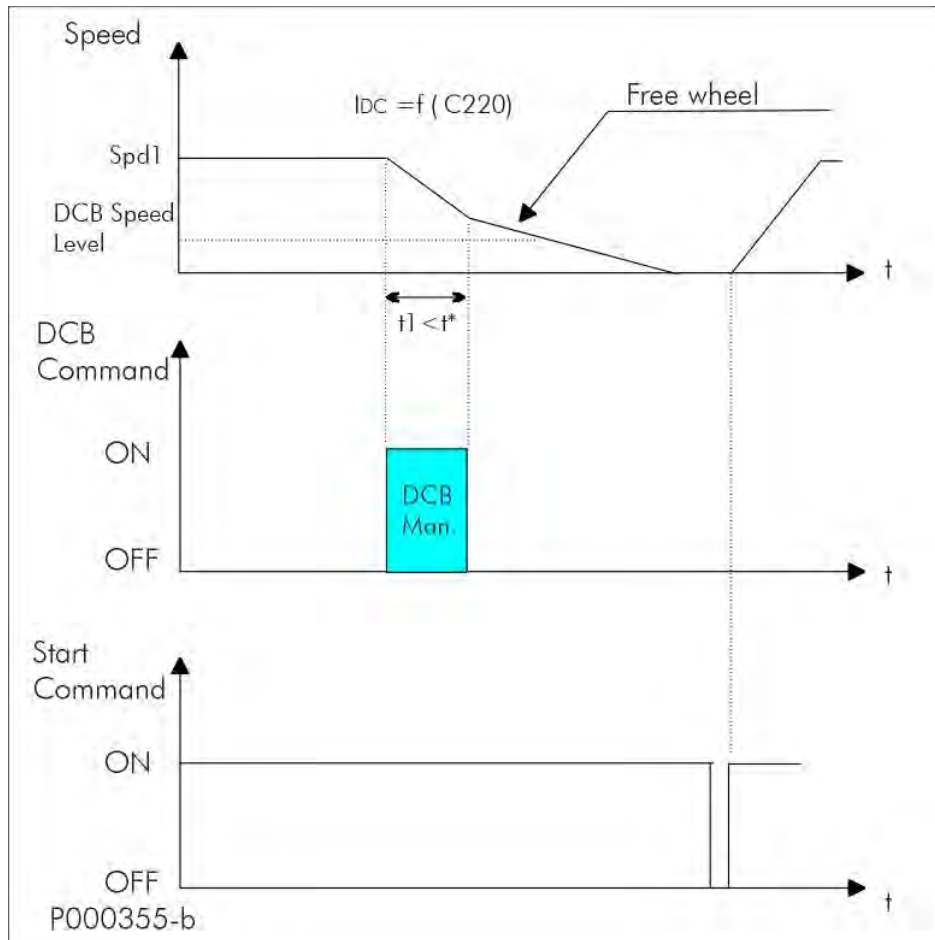 Speed
IDC =f ( C220)
Free wheel
Spd1
DCB Speed
Level
t
t1 <t*
DCB
Command
ON
DCB
Man.
OFF
t
Start
Command
ON
OFF
t
P000355-b